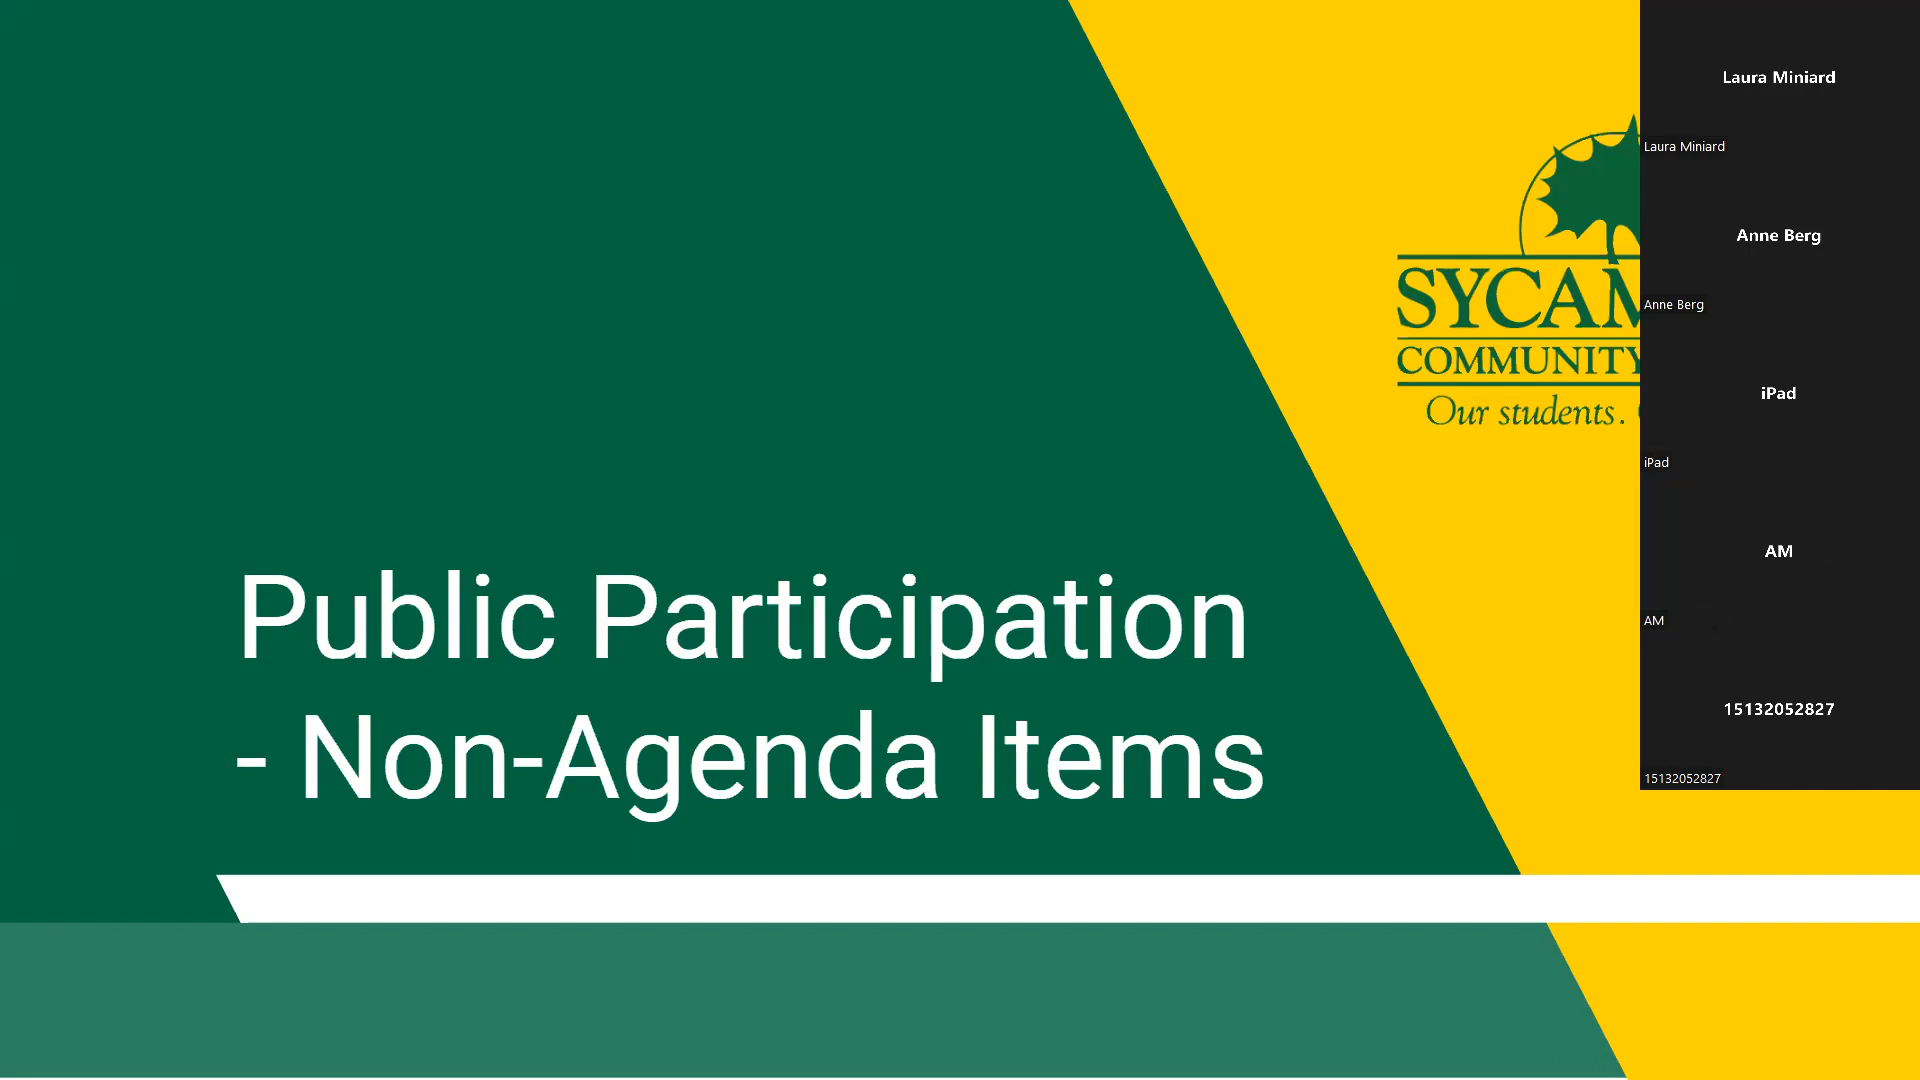 Public Participation
- Non-Agenda Items
COMMUNITY
Our students.
Laura Miniard
Laura Miniard
Anne Berg
Anne Berg
iPad
iPad
AM
AM
15132052827
15132052827